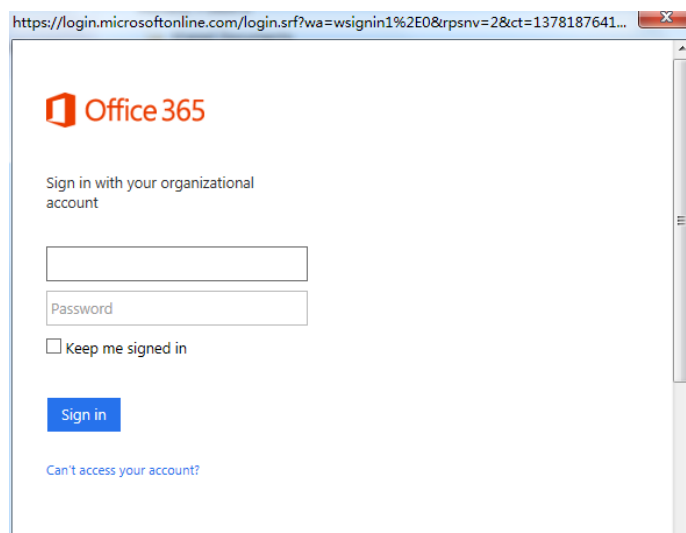 https://login.microsoftonline.com/login.srf?wa=wsignin1%2E0&rpsnv=2&ct=1378187641...
Office 365
Sign in with your organizational
account
Password
Keep me signed in
Sign in
Can't access your account?